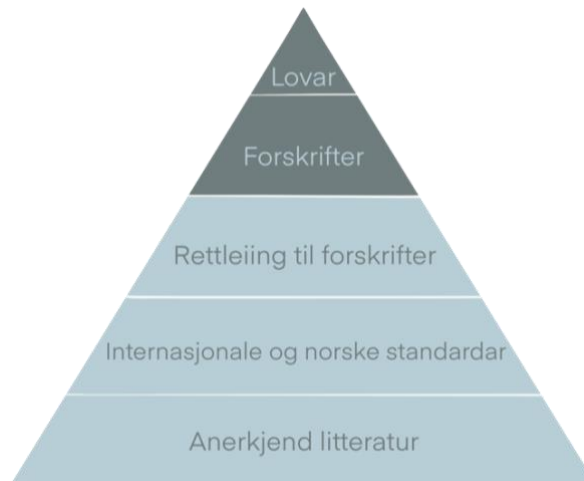 Lovar
Forskrifter
Rettleiing til forskrifter
Internasjonale og norske standardar
Anerkjend litteratur